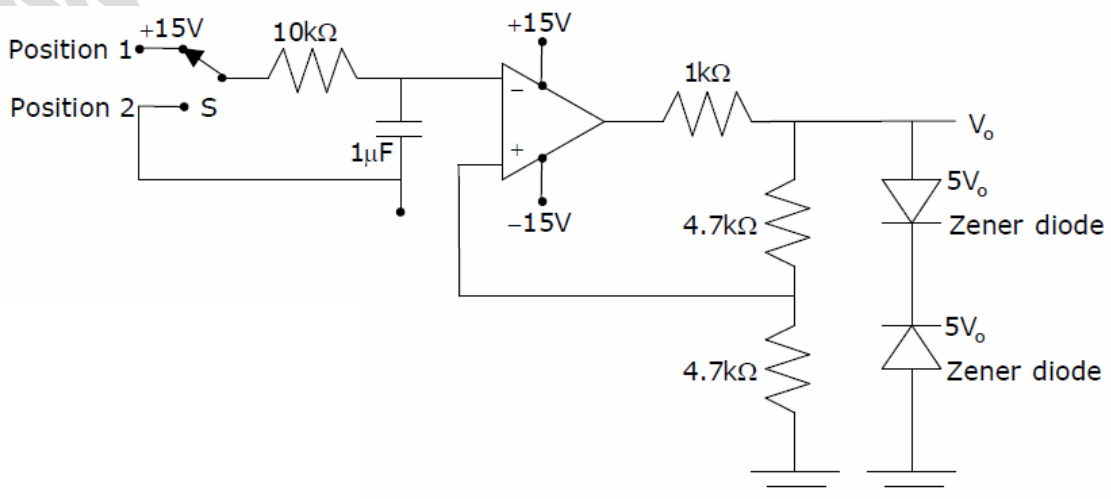 +15V
Position 1
10kΩ
+15V
1kΩ
Position 2
S
−
+
1μF
−15V
Vₒ
4.7kΩ
5Vₒ
Zener diode
4.7kΩ
5Vₒ
Zener diode